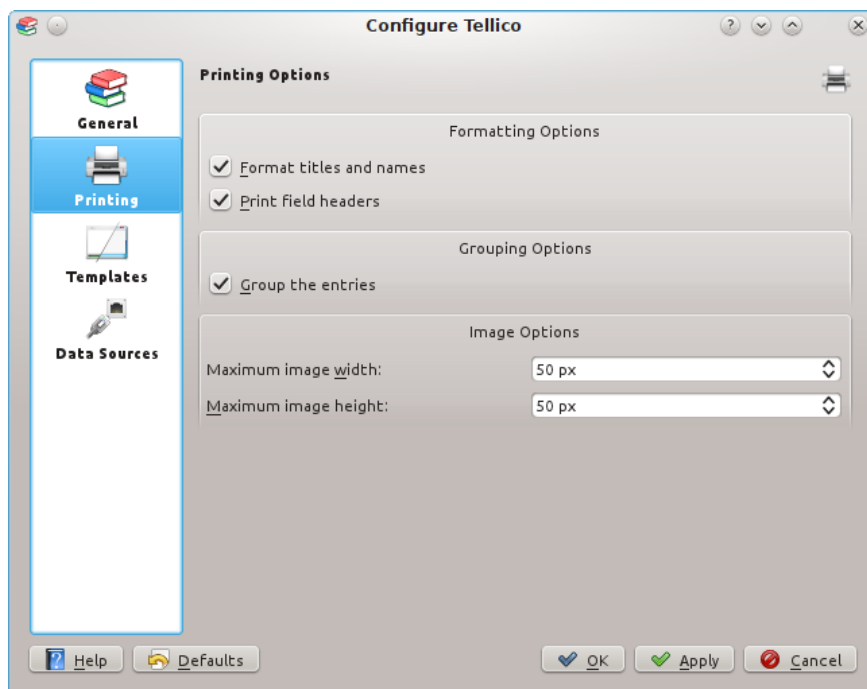 Configure Tellico
General
Printing
Templates
Data Sources
Printing Options
Formatting Options
Format titles and names
Print field headers
Grouping Options
Group the entries
Image Options
Maximum image width: 50 px
Maximum image height: 50 px
Help Defaults OK Apply Cancel